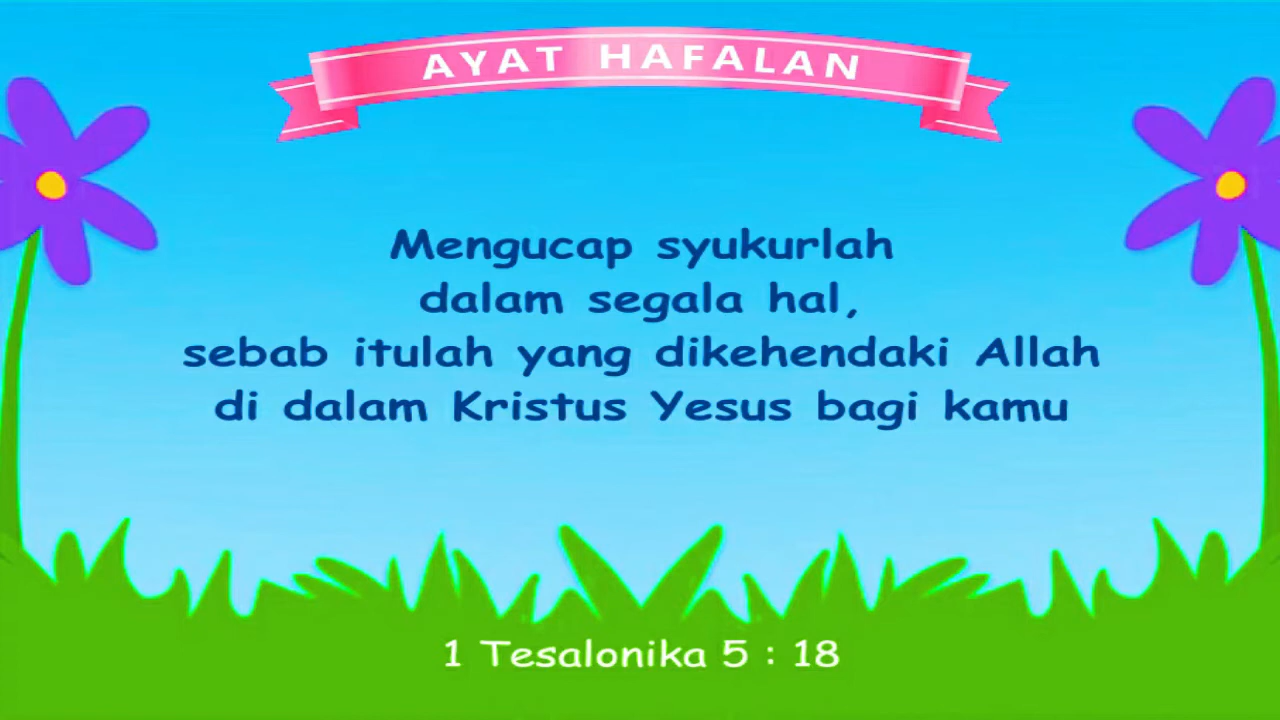 AYAT HAFALAN
Mengucap syukurlah
dalam segala hal,
sebab itulah yang dikehendaki Allah
di dalam Kristus Yesus bagi kamu
1 Tesalonika 5 : 18